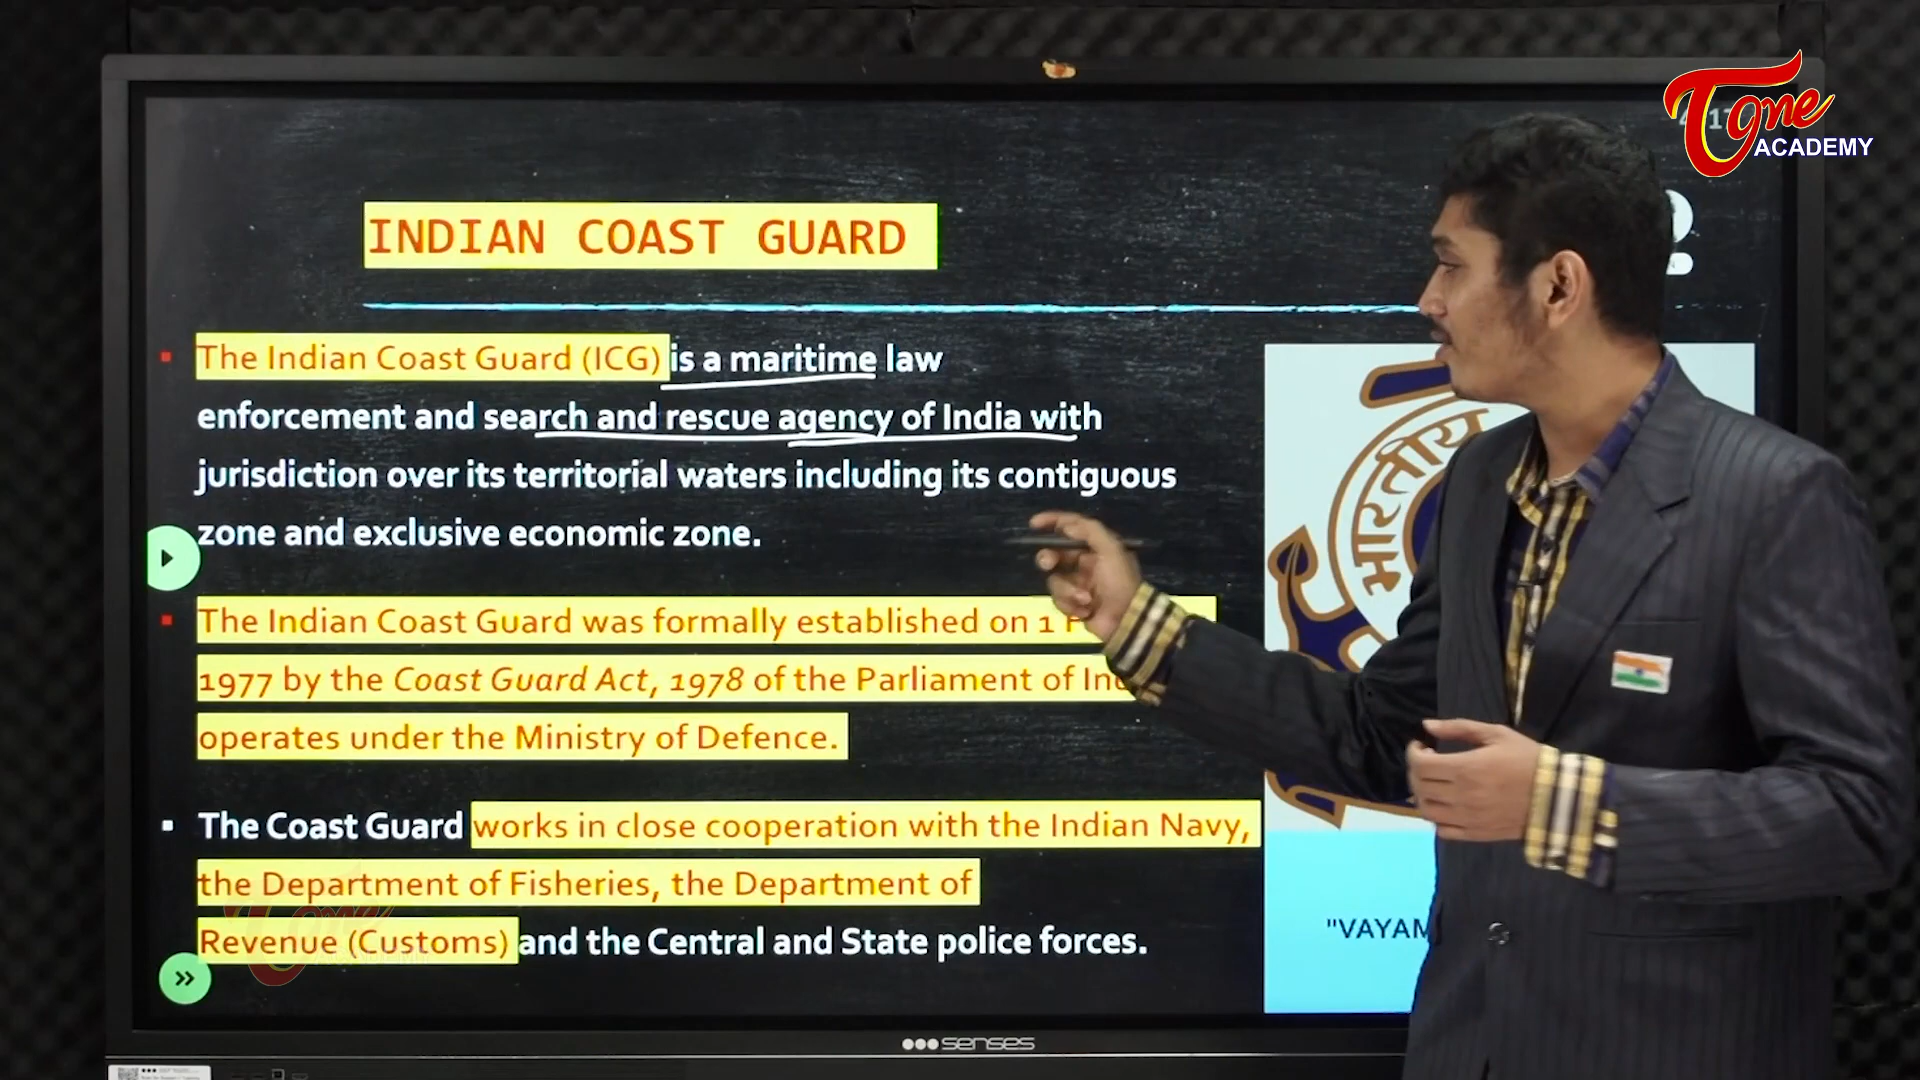 Tone
ACADEMY
INDIAN COAST GUARD
The Indian Coast Guard (ICG) is a maritime law
enforcement and search and rescue agency of India with
jurisdiction over its territorial waters including its contiguous
zone and exclusive economic zone.
The Indian Coast Guard was formally established on 1
1977 by the Coast Guard Act, 1978 of the Parliament of
operates under the Ministry of Defence.
The Coast Guard works in close cooperation with the Indian Navy,
the Department of Fisheries, the Department of
Revenue (Customs) and the Central and State police forces.
भारतीय
"VAYAM
senses